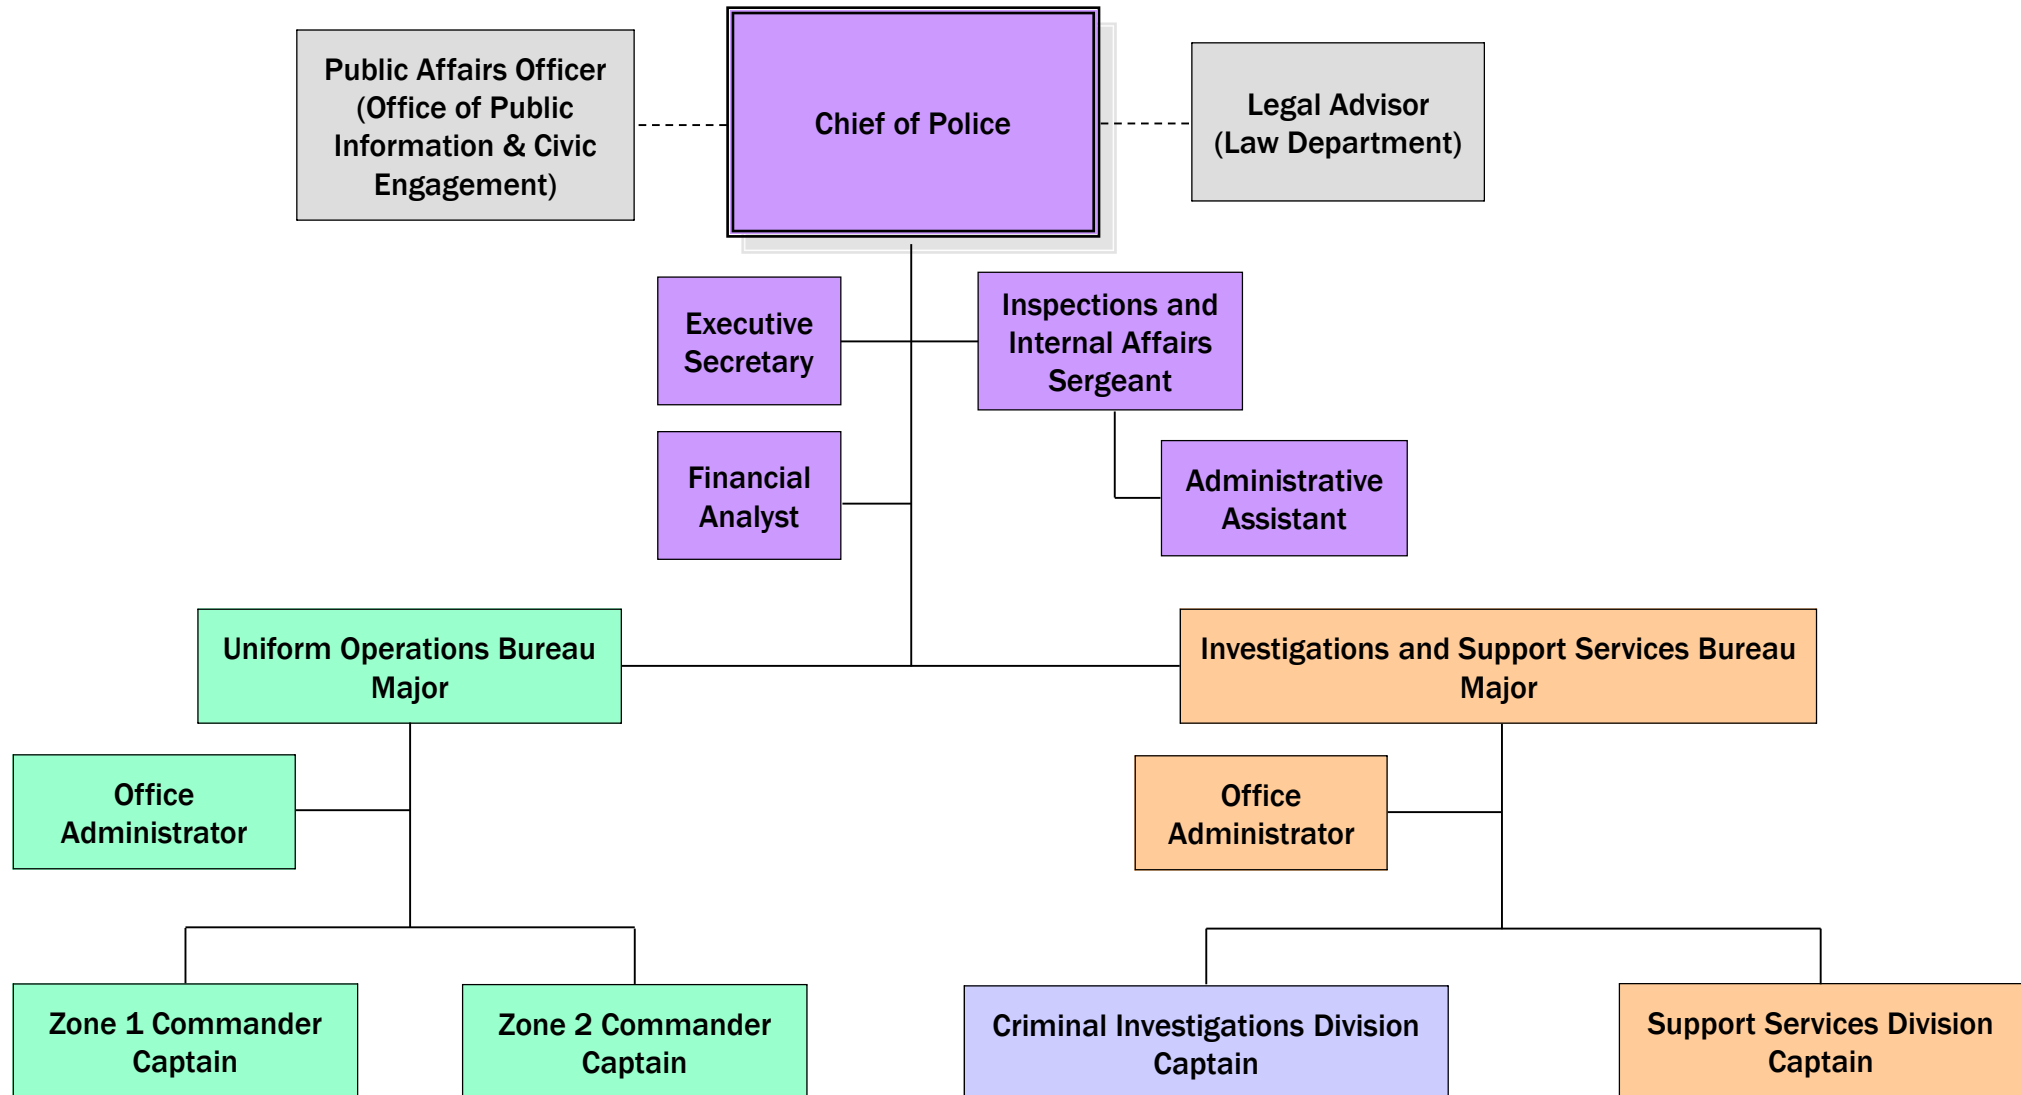 Public Affairs Officer
(Office of Public
Information & Civic
Engagement)
Chief of Police
Legal Advisor
(Law Department)
Executive
Secretary
Inspections and
Internal Affairs
Sergeant
Financial
Analyst
Administrative
Assistant
Uniform Operations Bureau
Major
Investigations and Support Services Bureau
Major
Office
Administrator
Office
Administrator
Zone 1 Commander
Captain
Zone 2 Commander
Captain
Criminal Investigations Division
Captain
Support Services Division
Captain